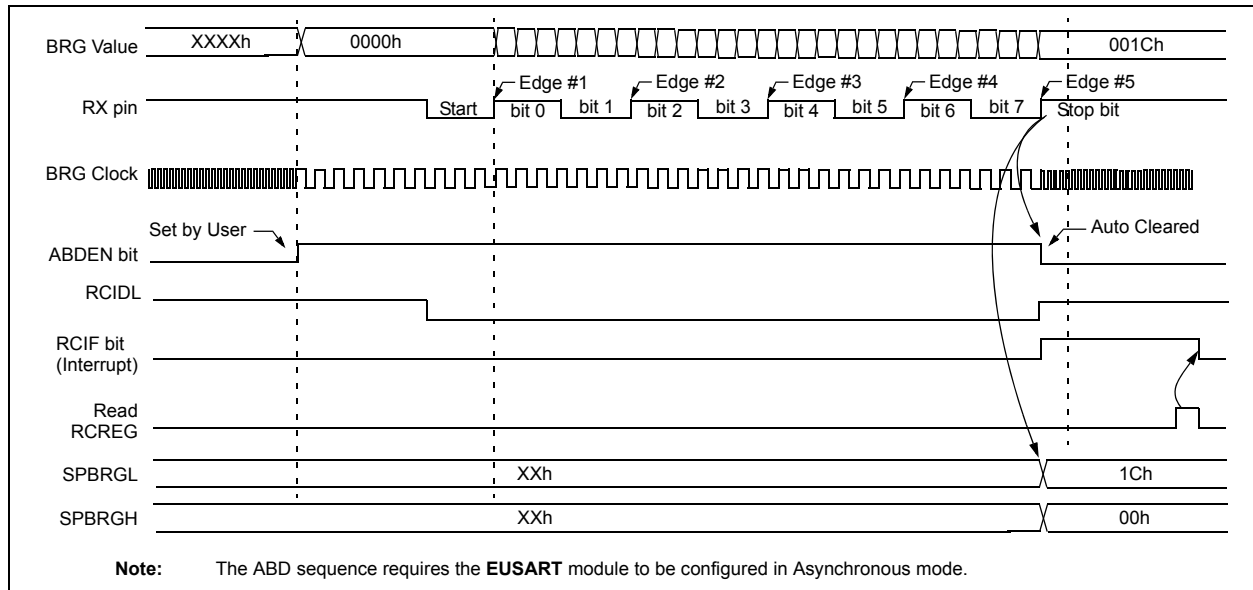 BRG Value XXXXh 0000h 001Ch
Edge #1 Edge #2 Edge #3 Edge #4 Edge #5
RX pin Start bit 0 bit 1 bit 2 bit 3 bit 4 bit 5 bit 6 bit 7 Stop bit
BRG Clock
Set by User Auto Cleared
ABDEN bit
RCIDL
RCIF bit
(Interrupt)
Read
RCREG
SPBRGL XXh 1Ch
SPBRGH XXh 00h
Note: The ABD sequence requires the EUSART module to be configured in Asynchronous mode.